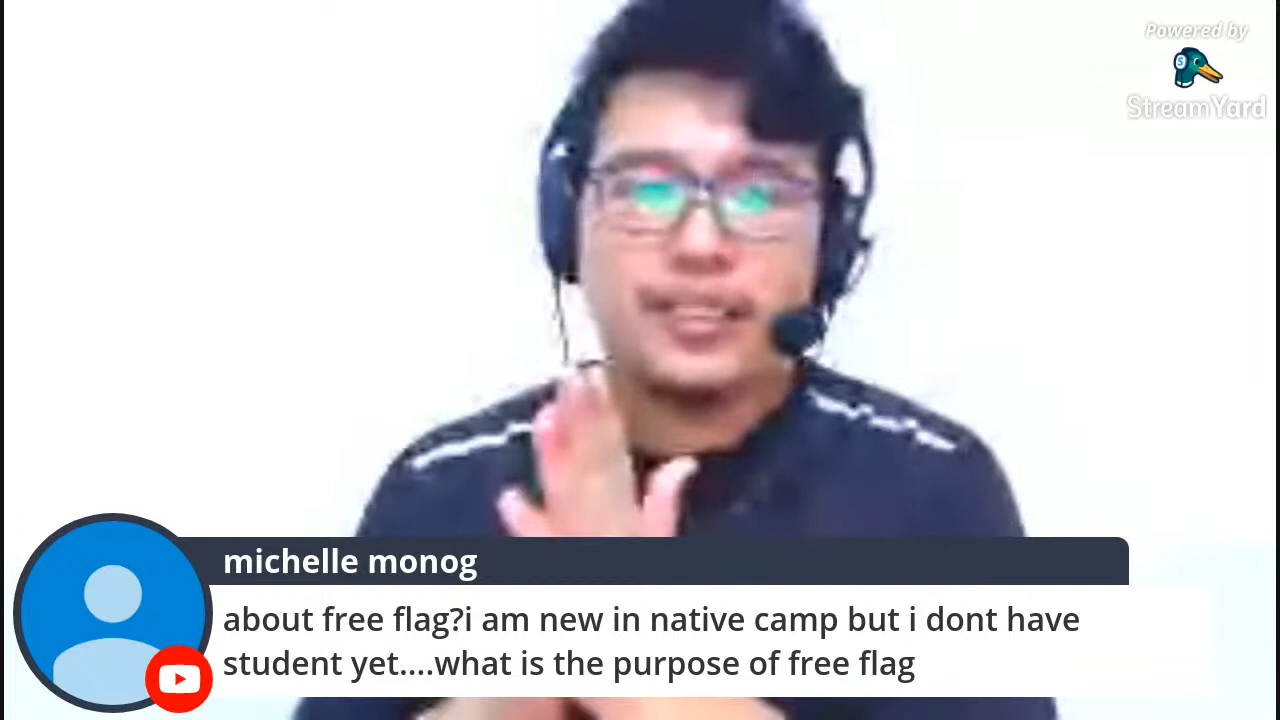 Powered by
StreamYard
michelle monog
about free flag?i am new in native camp but i dont have
student yet....what is the purpose of free flag